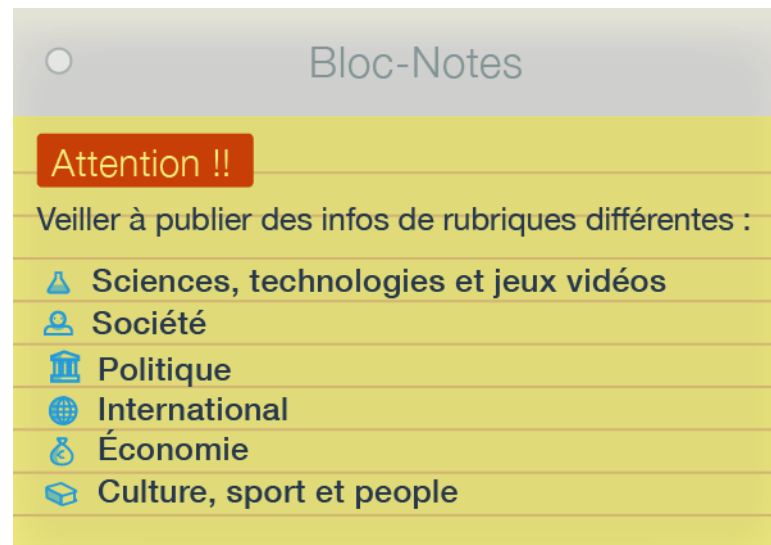 Bloc-Notes
Attention !!
Veiller à publier des infos de rubriques différentes :
Sciences, technologies et jeux vidéos
Société
Politique
International
Économie
Culture, sport et people